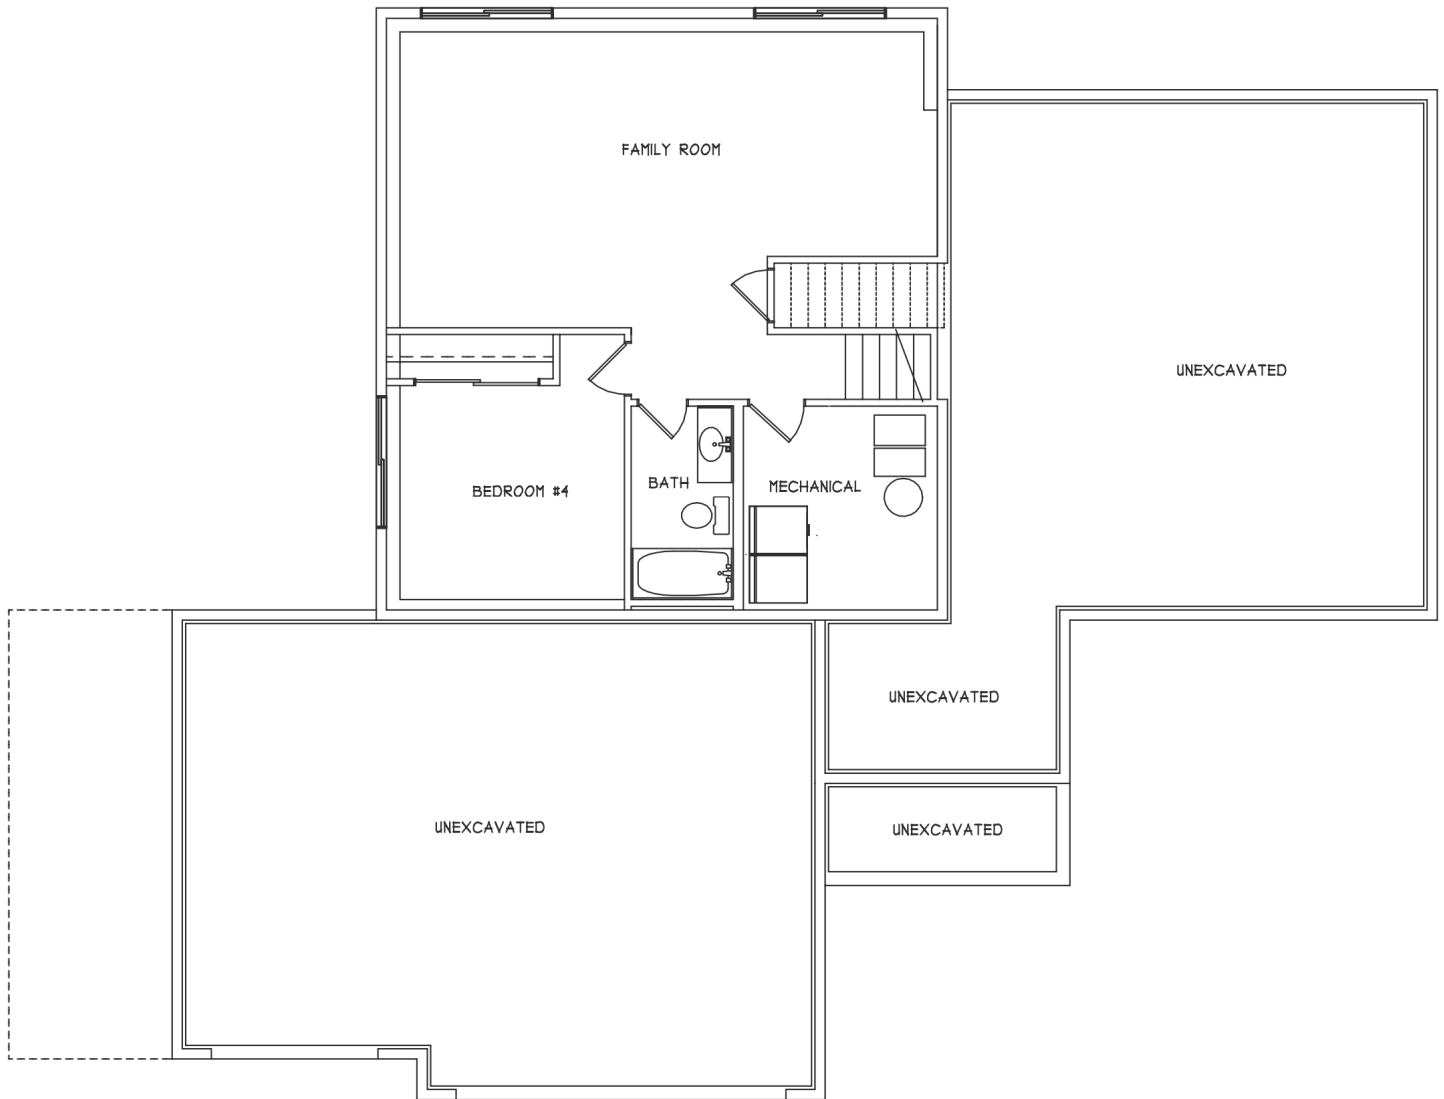 FAMILY ROOM
UNEXCAVATED
BEDROOM #4
BATH
MECHANICAL
UNEXCAVATED
UNEXCAVATED
UNEXCAVATED